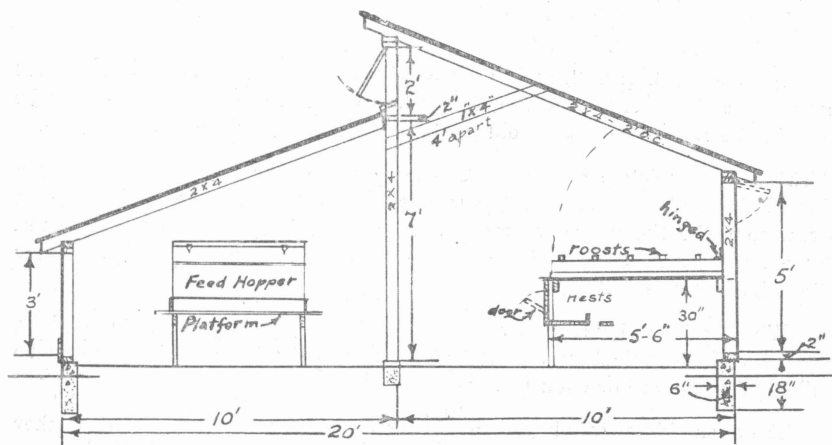 2'
2"
1"x4"
4' apart
2x4-2'o.c.
2x4
2x4
7'
hinged
2x4
roosts
5'
3'
Feed Hopper
Platform
nests
door
30"
5'-6"
2"
6"
18"
10'
10'
20'